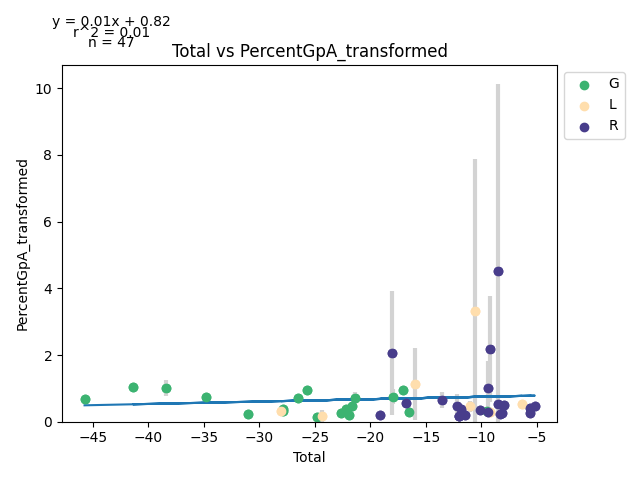 y = 0.01x + 0.82
r^2 = 0.01
n = 47
Total vs PercentGpA_transformed
G
L
R
PercentGpA_transformed
10
8
6
4
2
0
−45 −40 −35 −30 −25 −20 −15 −10 −5
Total